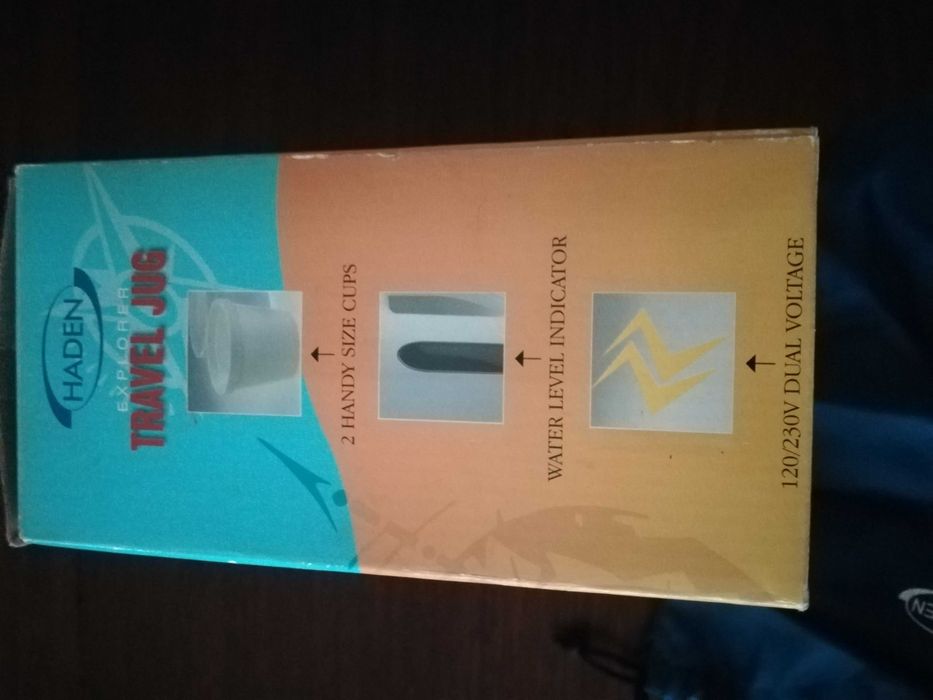 HADEN
EXPLORER
TRAVEL JUG
2 HANDY SIZE CUPS
WATER LEVEL INDICATOR
120/230V DUAL VOLTAGE